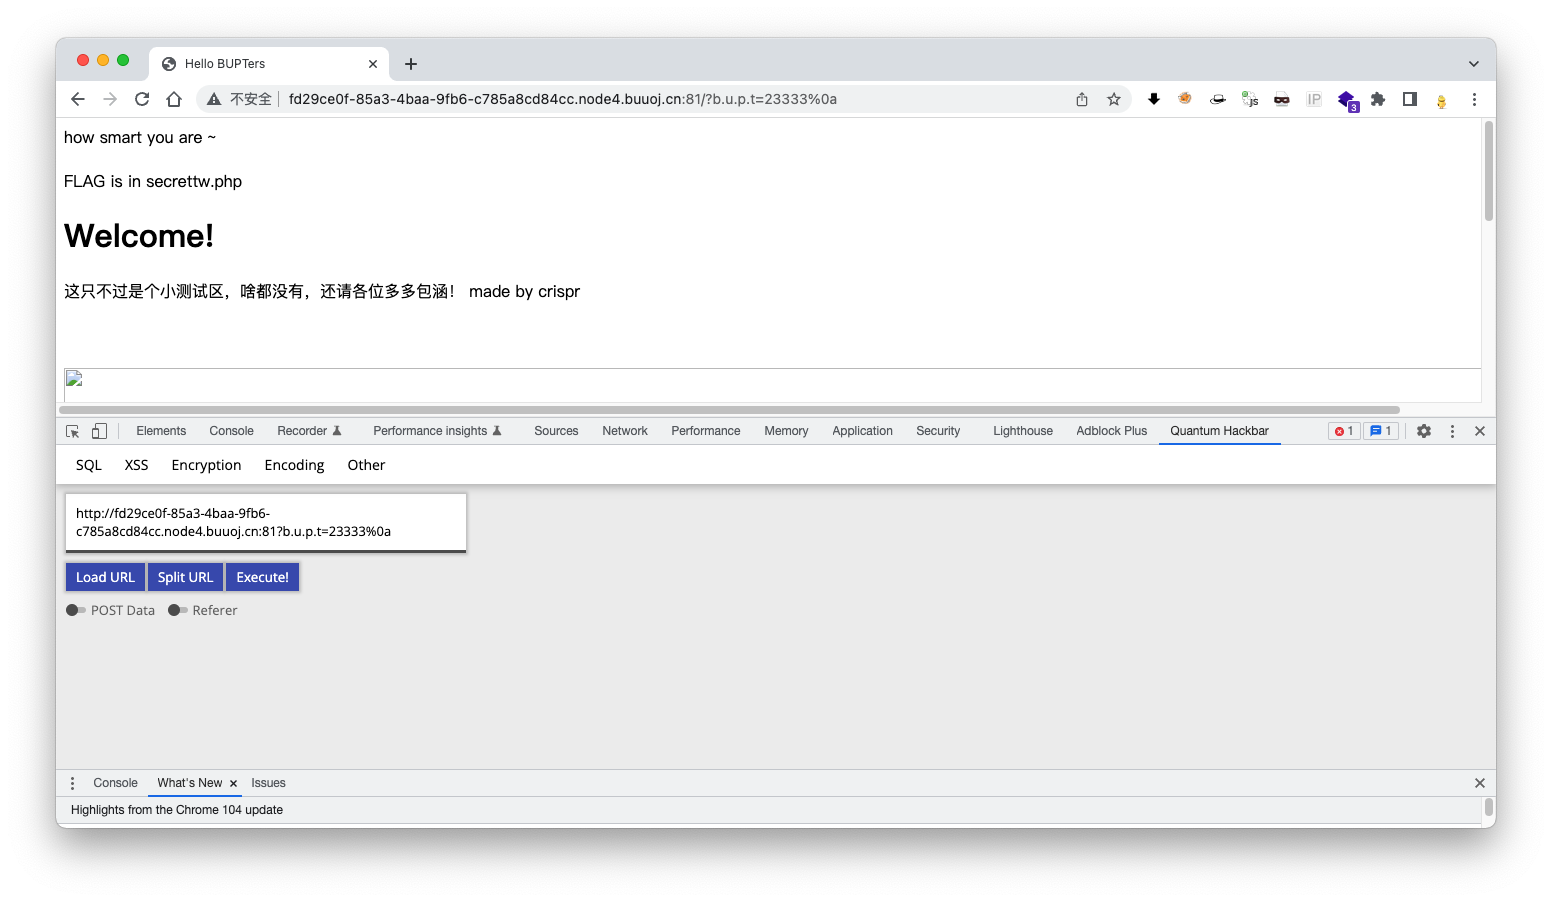 Hello BUPTers
不安全 fd29ce0f-85a3-4baa-9fb6-c785a8cd84cc.node4.buuoj.cn:81/?b.u.p.t=23333%0a
JS
IP
3
how smart you are ~
FLAG is in secrettw.php
Welcome!
这只不过是个小测试区，啥都没有，还请各位多多包涵！ made by crispr
Elements Console Recorder Performance insights Sources Network Performance Memory Application Security Lighthouse Adblock Plus Quantum Hackbar 1 1
SQL XSS Encryption Encoding Other
http://fd29ce0f-85a3-4baa-9fb6-
c785a8cd84cc.node4.buuoj.cn:81?b.u.p.t=23333%0a
Load URL Split URL Execute!
POST Data Referer
Console What's New Issues
Highlights from the Chrome 104 update